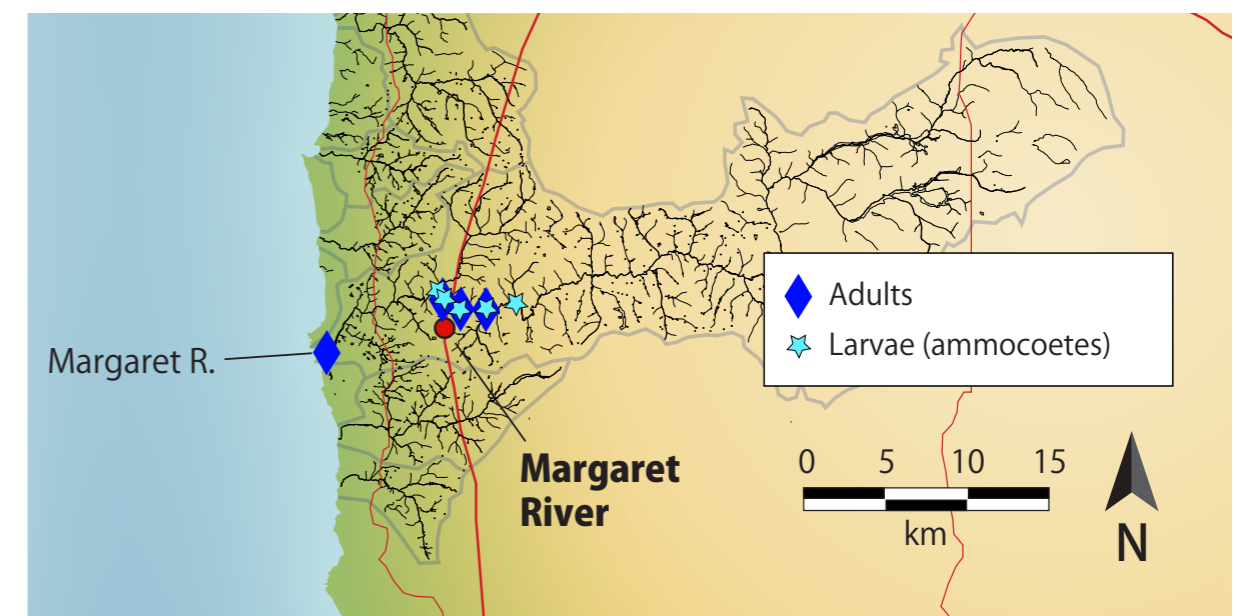 Adults
Larvae (ammocoetes)
Margaret R.
Margaret
River
0 5 10 15
km
N